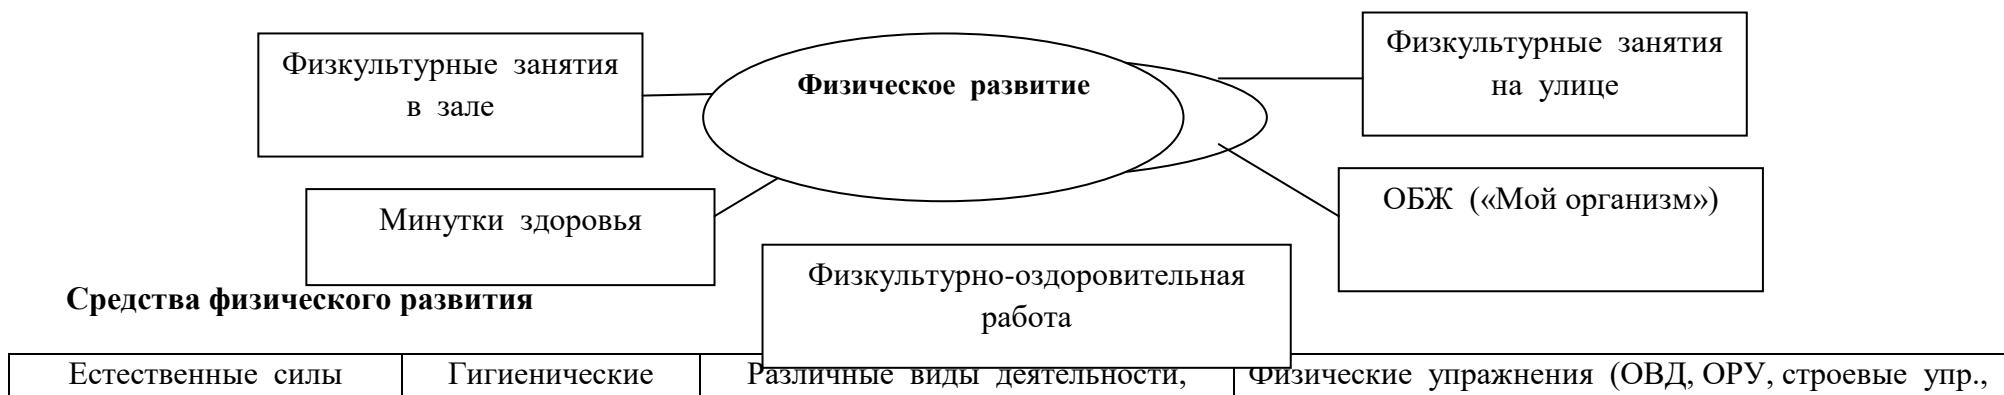 Физкультурные занятия
в зале
Физическое развитие
Физкультурные занятия
на улице
Минутки здоровья
ОБЖ («Мой организм»)
Физкультурно-оздоровительная
работа
Средства физического развития
Естественные силы
Гигиенические
Различные виды деятельности,
Физические упражнения (ОВД, ОРУ, строевые упр.,